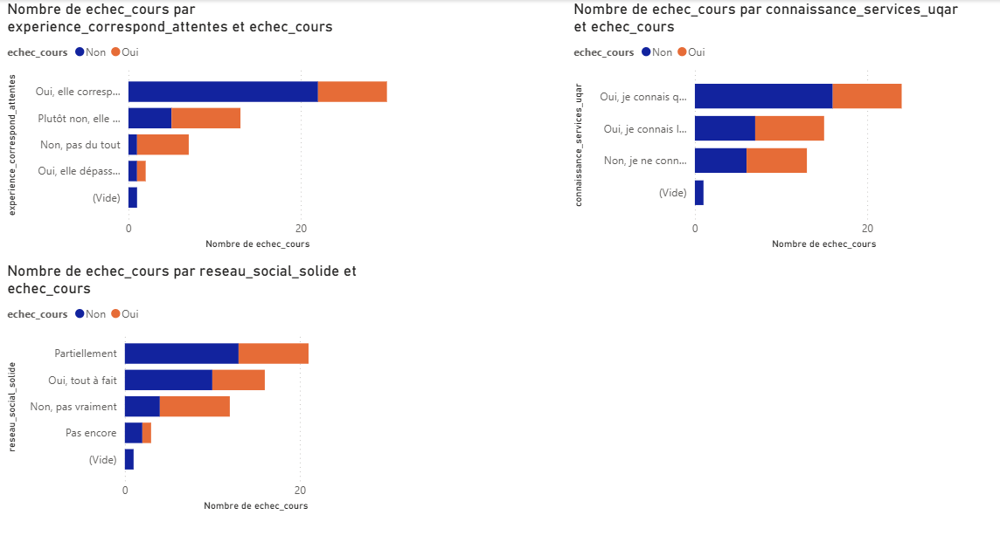 Nombre de echec_cours par
experience_correspond_attentes et echec_cours
echec_cours Non Oui
experience_correspond_attentes
Oui, elle corresp...
Plutôt non, elle ...
Non, pas du tout
Oui, elle dépass...
(Vide)
0 20
Nombre de echec_cours
Nombre de echec_cours par connaissance_services_uqar
et echec_cours
echec_cours Non Oui
connaissance_services_uqar
Oui, je connais q...
Oui, je connais l...
Non, je ne conn...
(Vide)
0 20
Nombre de echec_cours
Nombre de echec_cours par reseau_social_solide et
echec_cours
echec_cours Non Oui
reseau_social_solide
Partiellement
Oui, tout à fait
Non, pas vraiment
Pas encore
(Vide)
0 20
Nombre de echec_cours